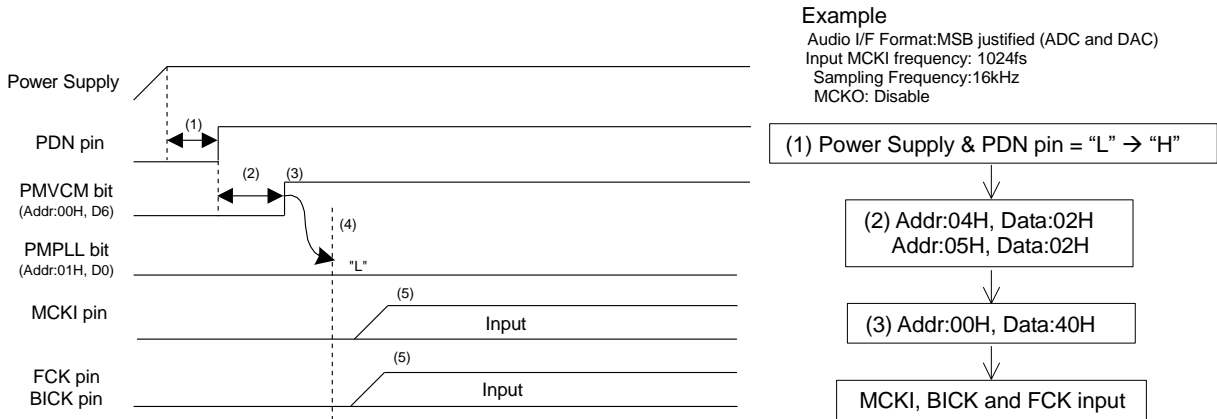 Example
Audio I/F Format:MSB justified (ADC and DAC)
Input MCKI frequency: 1024fs
Sampling Frequency:16kHz
MCKO: Disable
Power Supply
(1)
PDN pin
(2)
(3)
PMVCM bit
(Addr:00H, D6)
(4)
PMPLL bit
(Addr:01H, D0)
"L"
(5)
MCKI pin
Input
(5)
FCK pin
BICK pin
Input
(1) Power Supply & PDN pin = “L” → “H”
(2) Addr:04H, Data:02H
Addr:05H, Data:02H
(3) Addr:00H, Data:40H
MCKI, BICK and FCK input